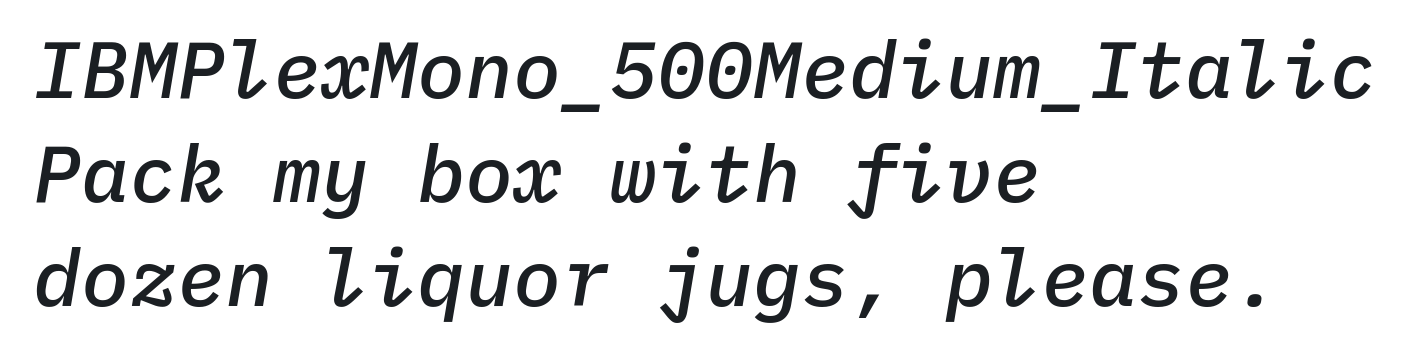 IBMPlexMono_500Medium_Italic
Pack my box with five
dozen liquor jugs, please.